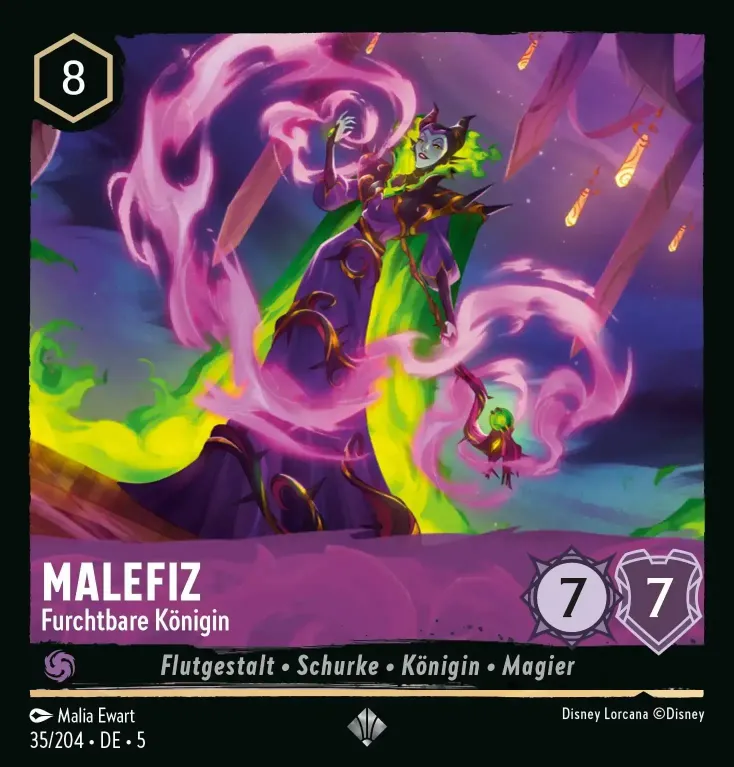 8
MALEFIZ
Furchtbare Königin
7 7
Flutgestalt • Schurke • Königin • Magier
Malia Ewart
Disney Lorcana ©Disney
35/204 • DE • 5